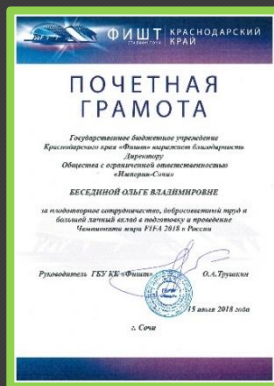 ФИШТ
СТАДИОН СОЧИ
КРАСНОДАРСКИЙ
КРАЙ
ПОЧЕТНАЯ
ГРАМОТА
Государственное бюджетное учреждение
Краснодарского края «Фишт» выражает благодарность
Директору
Общества с ограниченной ответственностью
«Империя-Сочи»
БЕСЕДИНОЙ ОЛЬГЕ ВЛАДИМИРОВНЕ
за плодотворное сотрудничество, добросовестный труд и
большой личный вклад в подготовку и проведение
Чемпионата мира FIFA 2018 в России
Руководитель ГБУ КК «Фишт» О.А.Трушкин
15 июля 2018 года
г. Сочи